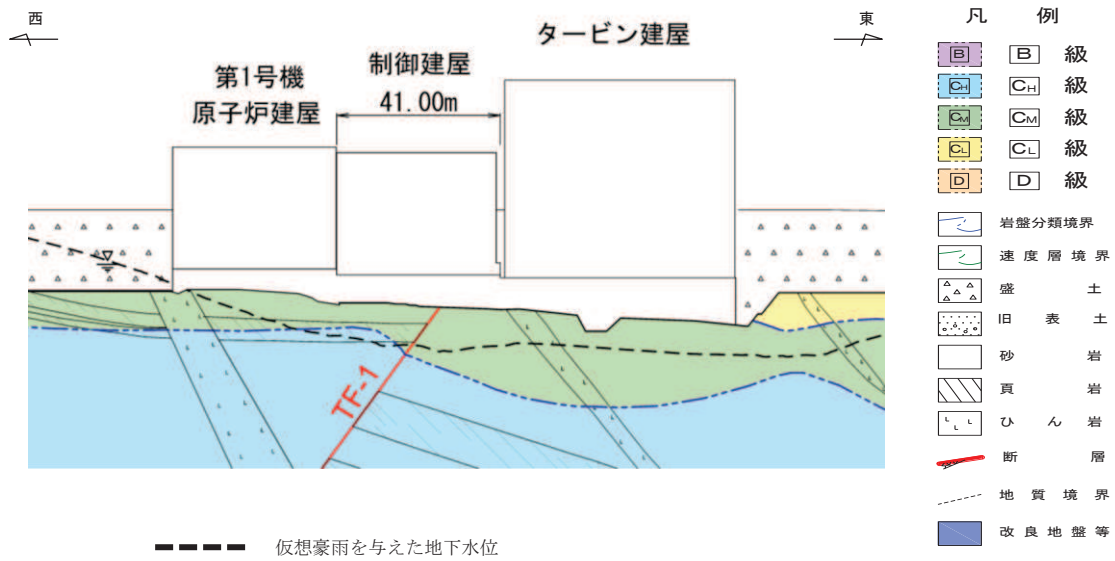 西
東
第1号機
原子炉建屋
制御建屋
41.00m
タービン建屋
TF-1
仮想豪雨を与えた地下水位
凡 例
B B 級
CH CH 級
CM CM 級
CL CL 級
D D 級
岩盤分類境界
速度層境界
盛土
旧表土
砂岩
頁岩
ひん岩
断層
地質境界
改良地盤等